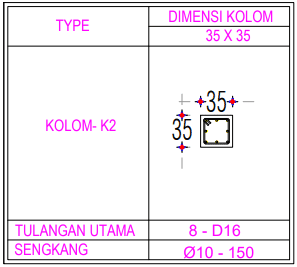 TYPE
DIMENSI KOLOM
35 X 35
KOLOM- K2
35
35
TULANGAN UTAMA
8 - D16
SENGKANG
Ø10 - 150